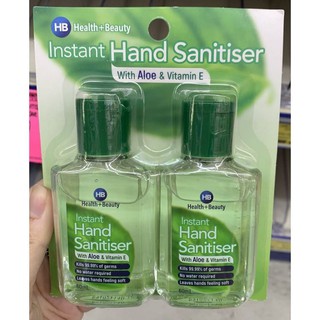 HB Health+Beauty
Instant Hand Sanitiser
With Aloe & Vitamin E
HB
Health+Beauty
Instant
Hand
Sanitiser
With Aloe & Vitamin E
Kills 99.99% of germs
No water required
Leaves hands feeling soft
HB
Health+Beauty
Instant
Hand
Sanitiser
With Aloe & Vitamin E
Kills 99.99% of germs
No water required
Leaves hands feeling soft